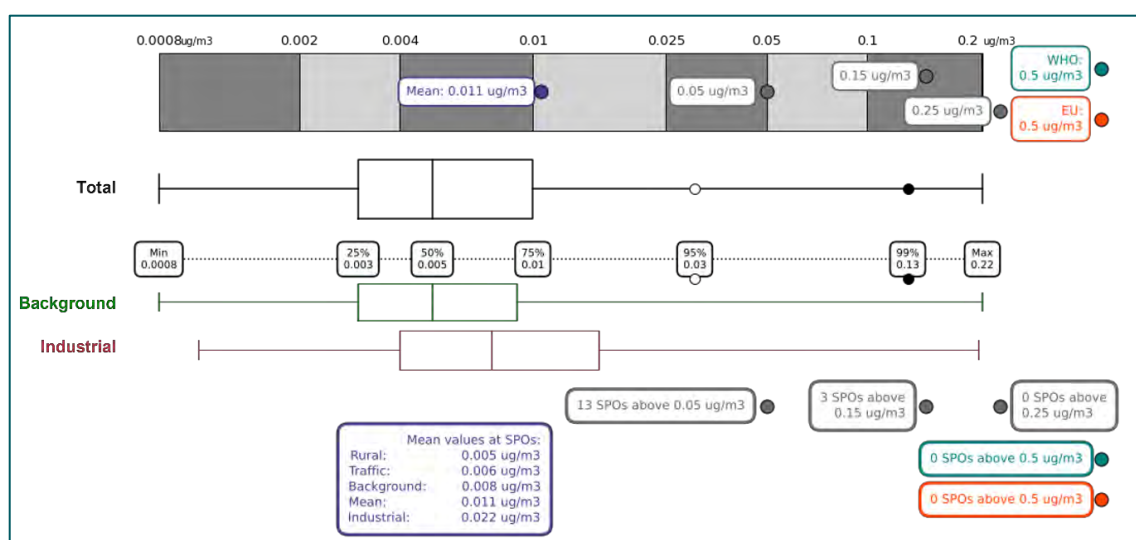 0.0008ug/m3 0.002 0.004 0.01 0.025 0.05 0.1 0.2 ug/m3
WHO:
0.5 ug/m3
0.15 ug/m3
Mean: 0.011 ug/m3
0.05 ug/m3
0.25 ug/m3
EU:
0.5 ug/m3
Total
Min
0.0008
25%
0.003
50%
0.005
75%
0.01
95%
0.03
99%
0.13
Max
0.22
Background
Industrial
13 SPOs above 0.05 ug/m3
3 SPOs above
0.15 ug/m3
0 SPOs above
0.25 ug/m3
Mean values at SPOs:
Rural: 0.005 ug/m3
Traffic: 0.006 ug/m3
Background: 0.008 ug/m3
Mean: 0.011 ug/m3
Industrial: 0.022 ug/m3
0 SPOs above 0.5 ug/m3
0 SPOs above 0.5 ug/m3